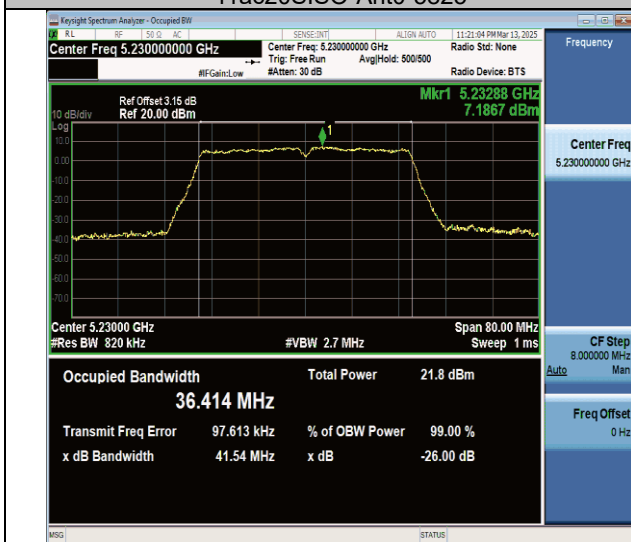 Keysight Spectrum Analyzer - Occupied BW
RL RF 50 Ω AC SENSE:INT ALIGN AUTO 11:21:04 PM Mar 13, 2025
Center Freq 5.230000000 GHz Center Freq: 5.230000000 GHz Radio Std: None Frequency
Trig: Free Run Avg|Hold: 500/500
#IFGain:Low #Atten: 30 dB Radio Device: BTS
Mkr1 5.23288 GHz
Ref Offset 3.15 dB
10 dB/div Ref 20.00 dBm 7.1867 dBm
Log
1
10.0
0.00
-10.0
-20.0
-30.0
-40.0
-50.0
-60.0
-70.0
Center Freq
5.230000000 GHz
Center 5.23000 GHz Span 80.00 MHz
#Res BW 820 kHz #VBW 2.7 MHz Sweep 1 ms
CF Step
8.000000 MHz
Auto Man
Occupied Bandwidth Total Power 21.8 dBm
36.414 MHz
Freq Offset
0 Hz
Transmit Freq Error 97.613 kHz % of OBW Power 99.00 %
x dB Bandwidth 41.54 MHz x dB -26.00 dB
MSG STATUS